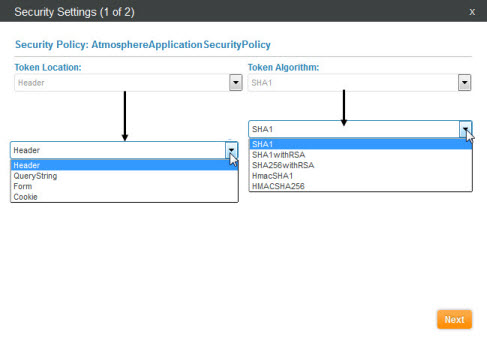 Security Settings (1 of 2)
x
Security Policy: AtmosphereApplicationSecurityPolicy
Token Location:
Token Algorithm:
Header
SHA1
Header
Header
QueryString
Form
Cookie
SHA1
SHA1
SHA1withRSA
SHA256withRSA
HmacSHA1
HMACSHA256
Next